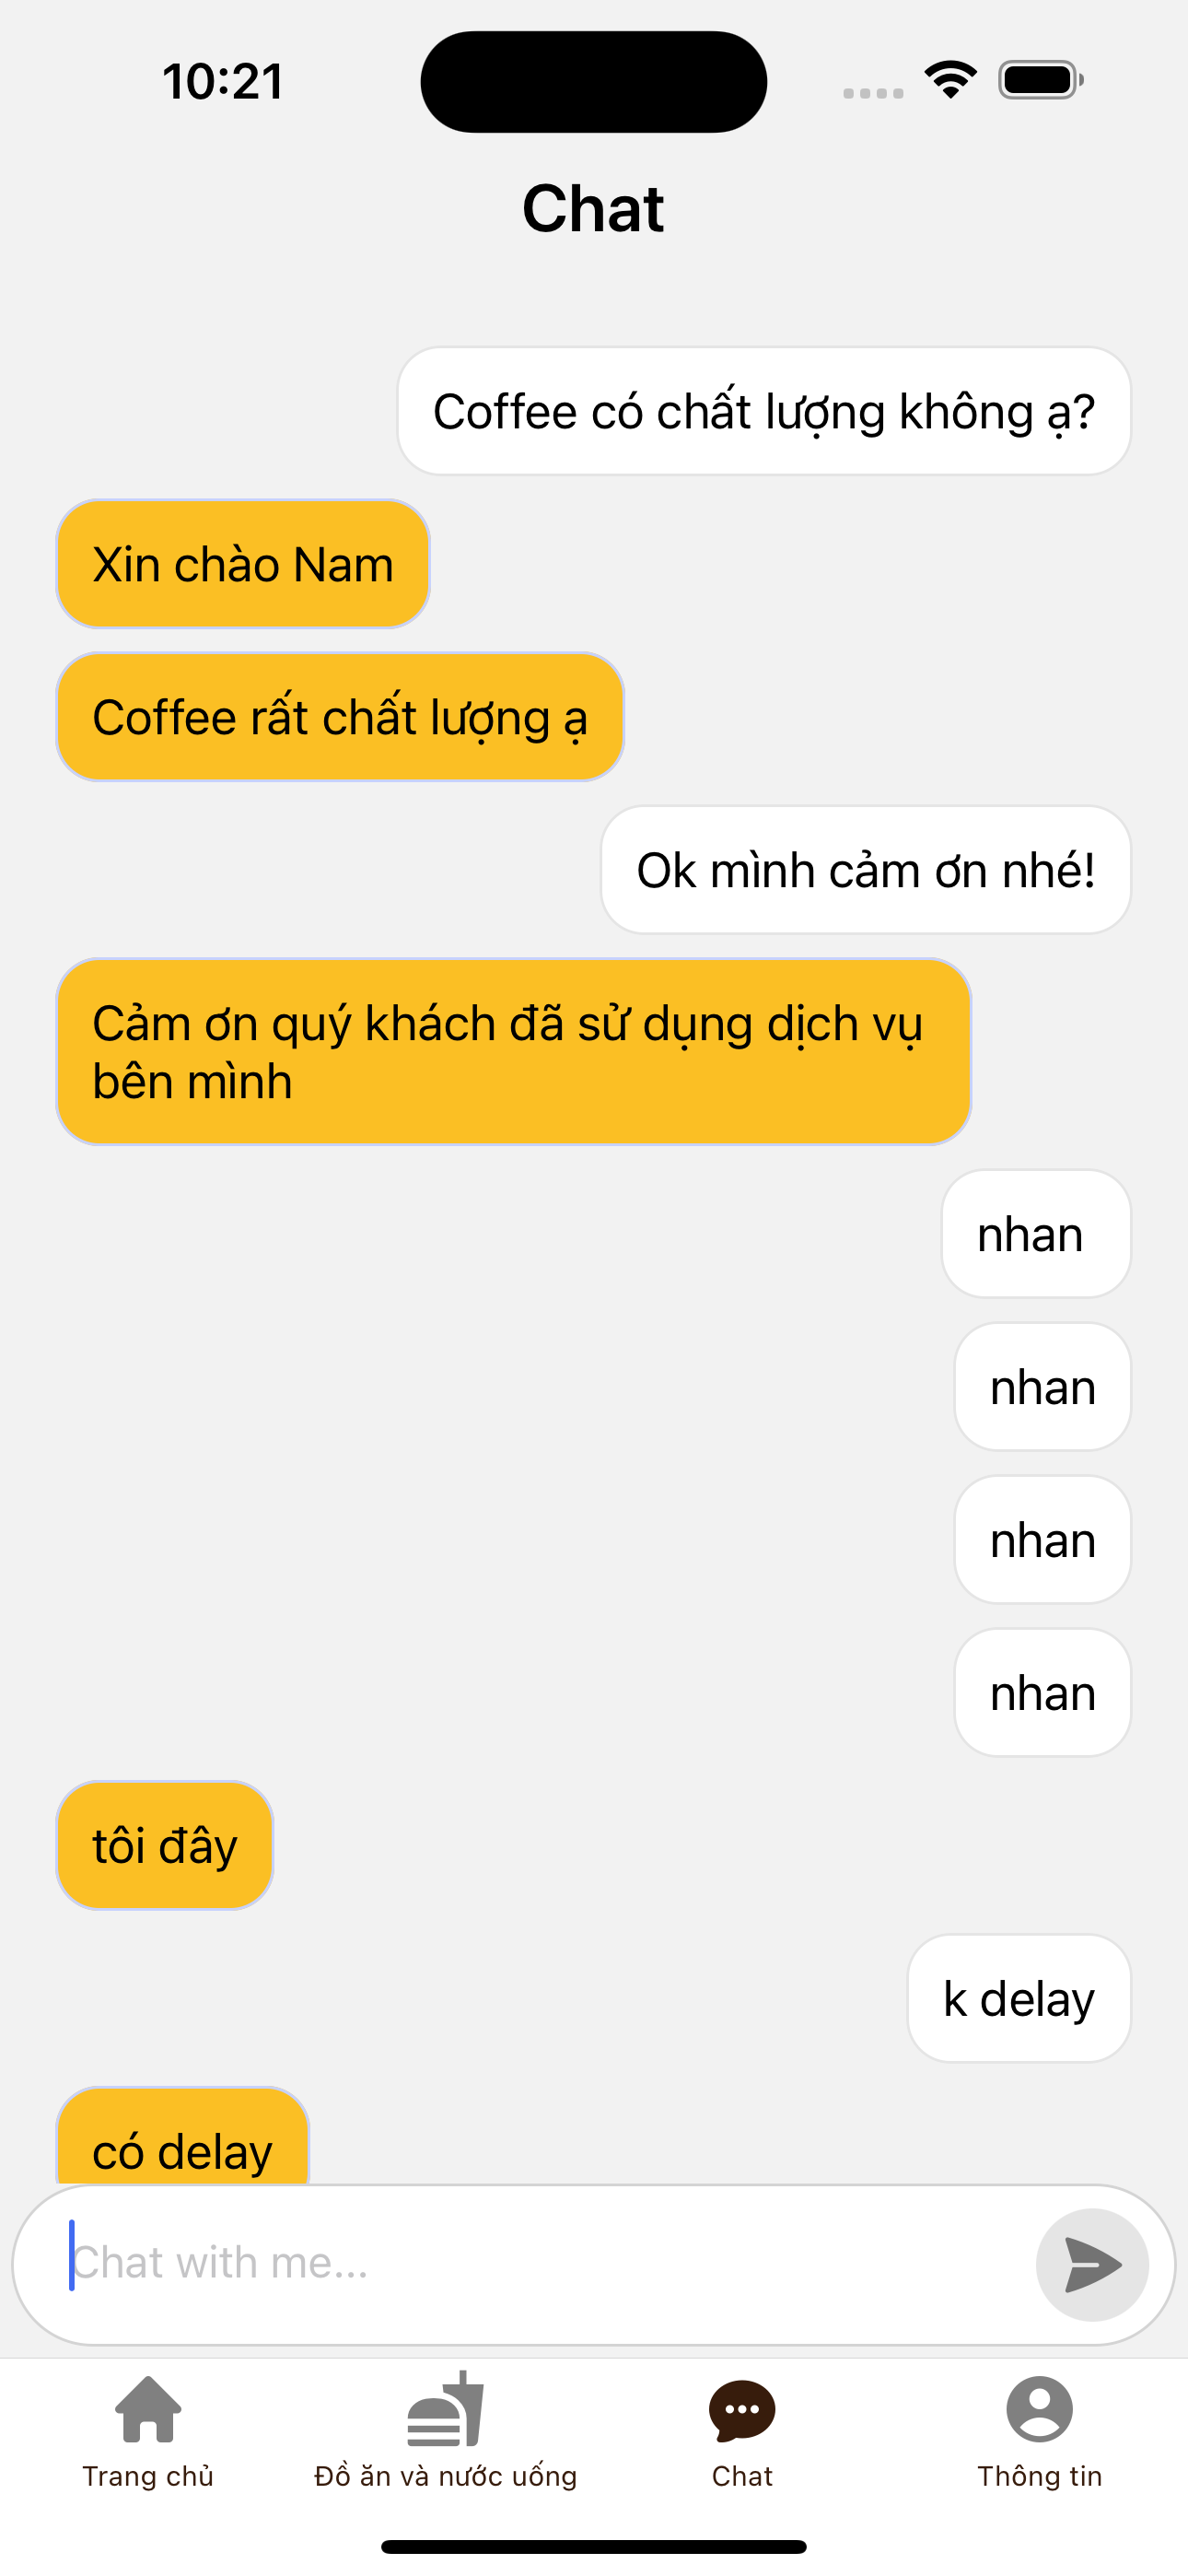 10:21
Chat
Coffee có chất lượng không ạ?
Xin chào Nam
Coffee rất chất lượng ạ
Ok mình cảm ơn nhé!
Cảm ơn quý khách đã sử dụng dịch vụ
bên mình
nhan
nhan
nhan
nhan
tôi đây
k delay
có delay
Chat with me...
Trang chủ
Đồ ăn và nước uống
Chat
Thông tin